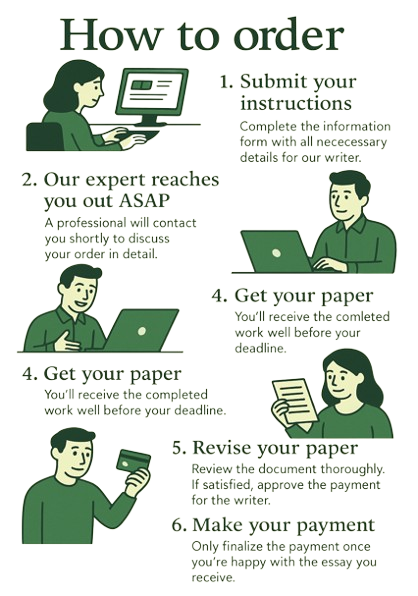 How to order
1. Submit your
instructions
Complete the information
form with all nececessary
details for our writer.
2. Our expert reaches
you out ASAP
A professional will contact
you shortly to discuss
your order in detail.
4. Get your paper
You'll receive the comleted
work well before your
deadline.
4. Get your paper
You'll receive the completed
work well before your deadline.
5. Revise your paper
Review the document thoroughly.
If satisfied, approve the payment
for the writer.
6. Make your payment
Only finalize the payment once
you're happy with the essay you
receive.